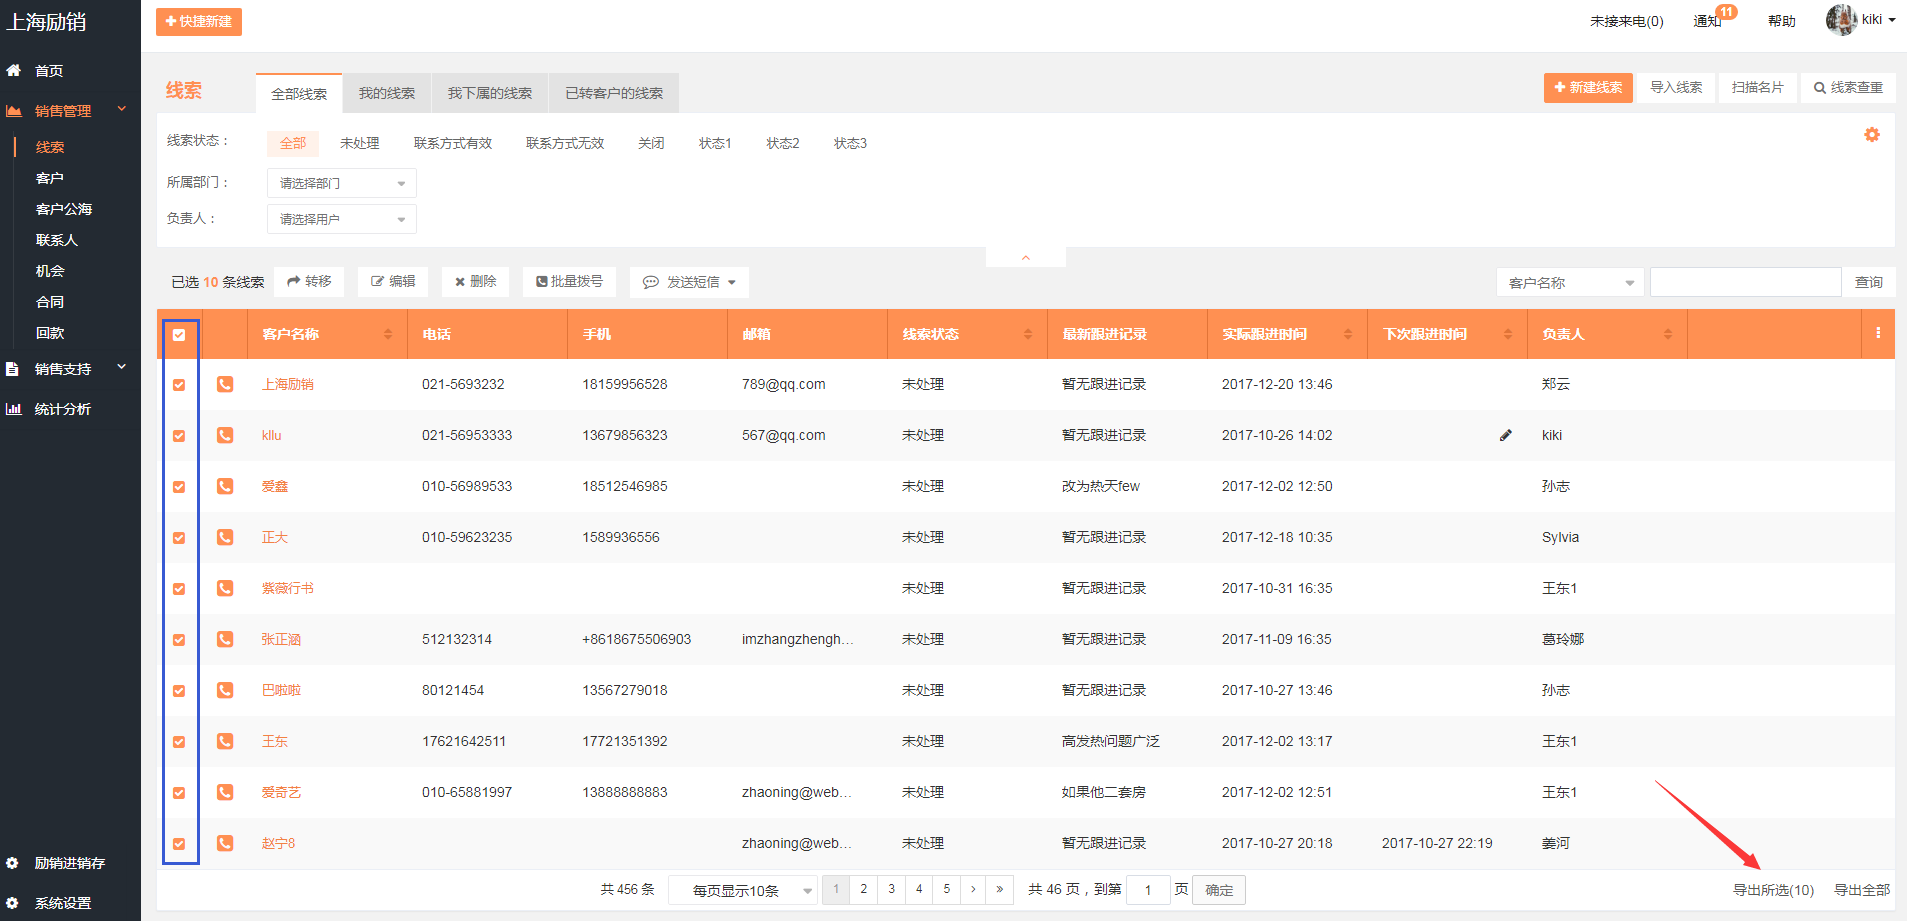 上海励销
快捷新建
未接来电(0) 通知 11 帮助 kiki
首页
销售管理
线索
客户
客户公海
联系人
机会
合同
回款
销售支持
统计分析
励销进销存
系统设置
线索 全部线索 我的线索 我下属的线索 已转客户的线索 新建线索 导入线索 扫描名片 线索查重
线索状态： 全部 未处理 联系方式有效 联系方式无效 关闭 状态1 状态2 状态3
所属部门： 请选择部门
负责人： 请选择用户
已选 10 条线索 转移 编辑 删除 批量拨号 发送短信 客户名称 查询
客户名称 电话 手机 邮箱 线索状态 最新跟进记录 实际跟进时间 下次跟进时间 负责人
上海励销 021-5693232 18159956528 789@qq.com 未处理 暂无跟进记录 2017-12-20 13:46 郑云
kllu 021-56953333 13679856323 567@qq.com 未处理 暂无跟进记录 2017-10-26 14:02 kiki
爱鑫 010-56989533 18512546985 未处理 改为热天few 2017-12-02 12:50 孙志
正大 010-59623235 1589936556 未处理 暂无跟进记录 2017-12-18 10:35 Sylvia
紫薇行书 未处理 暂无跟进记录 2017-10-31 16:35 王东1
张正涵 512132314 +8618675506903 imzhangzhengh... 未处理 暂无跟进记录 2017-11-09 16:35 葛玲娜
巴啦啦 80121454 13567279018 未处理 暂无跟进记录 2017-10-27 13:46 孙志
王东 17621642511 17721351392 未处理 高发热问题广泛 2017-12-02 13:17 王东1
爱奇艺 010-65881997 13888888883 zhaoning@web... 未处理 如果他二套房 2017-12-02 12:51 王东1
赵宁8 zhaoning@web... 未处理 暂无跟进记录 2017-10-27 20:18 2017-10-27 22:19 姜河
共 456 条 每页显示10条 1 2 3 4 5 › » 共 46 页，到第 1 页 确定 导出所选(10) 导出全部